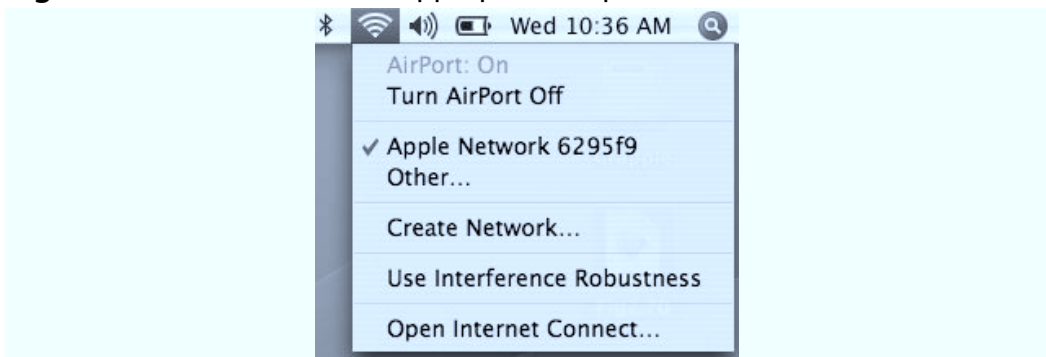 Wed 10:36 AM
AirPort: On
Turn AirPort Off
✓ Apple Network 6295f9
Other...
Create Network...
Use Interference Robustness
Open Internet Connect...